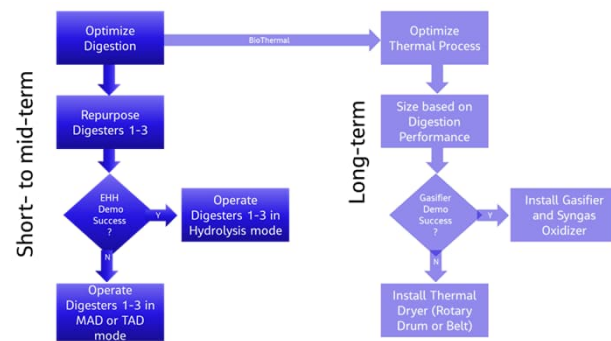 Short- to mid-term
Optimize
Digestion
BioThermal
Repurpose
Digesters 1-3
EHH
Demo
Success
?
Y
Operate
Digesters 1-3 in
Hydrolysis mode
N
Operate
Digesters 1-3 in
MAD or TAD
mode
Long-term
Optimize
Thermal Process
Size based on
Digestion
Performance
Gasifier
Demo
Success
?
Y
Install Gasifier
and Syngas
Oxidizer
N
Install Thermal
Dryer (Rotary
Drum or Belt)